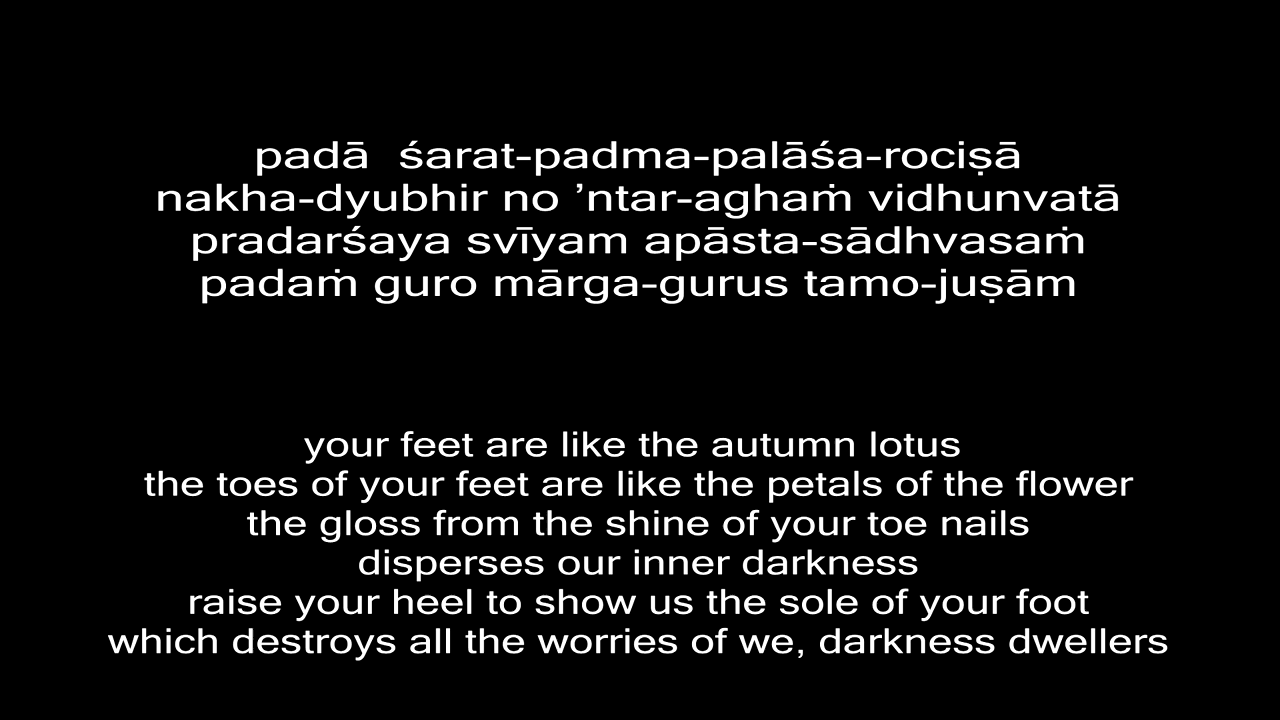 padā  śarat-padma-palāśa-rociṣā
nakha-dyubhir no ’ntar-aghaṁ vidhunvatā
pradarśaya svīyam apāsta-sādhvasaṁ
padaṁ guro mārga-gurus tamo-juṣām
your feet are like the autumn lotus
the toes of your feet are like the petals of the flower
the gloss from the shine of your toe nails
disperses our inner darkness
raise your heel to show us the sole of your foot
which destroys all the worries of we, darkness dwellers